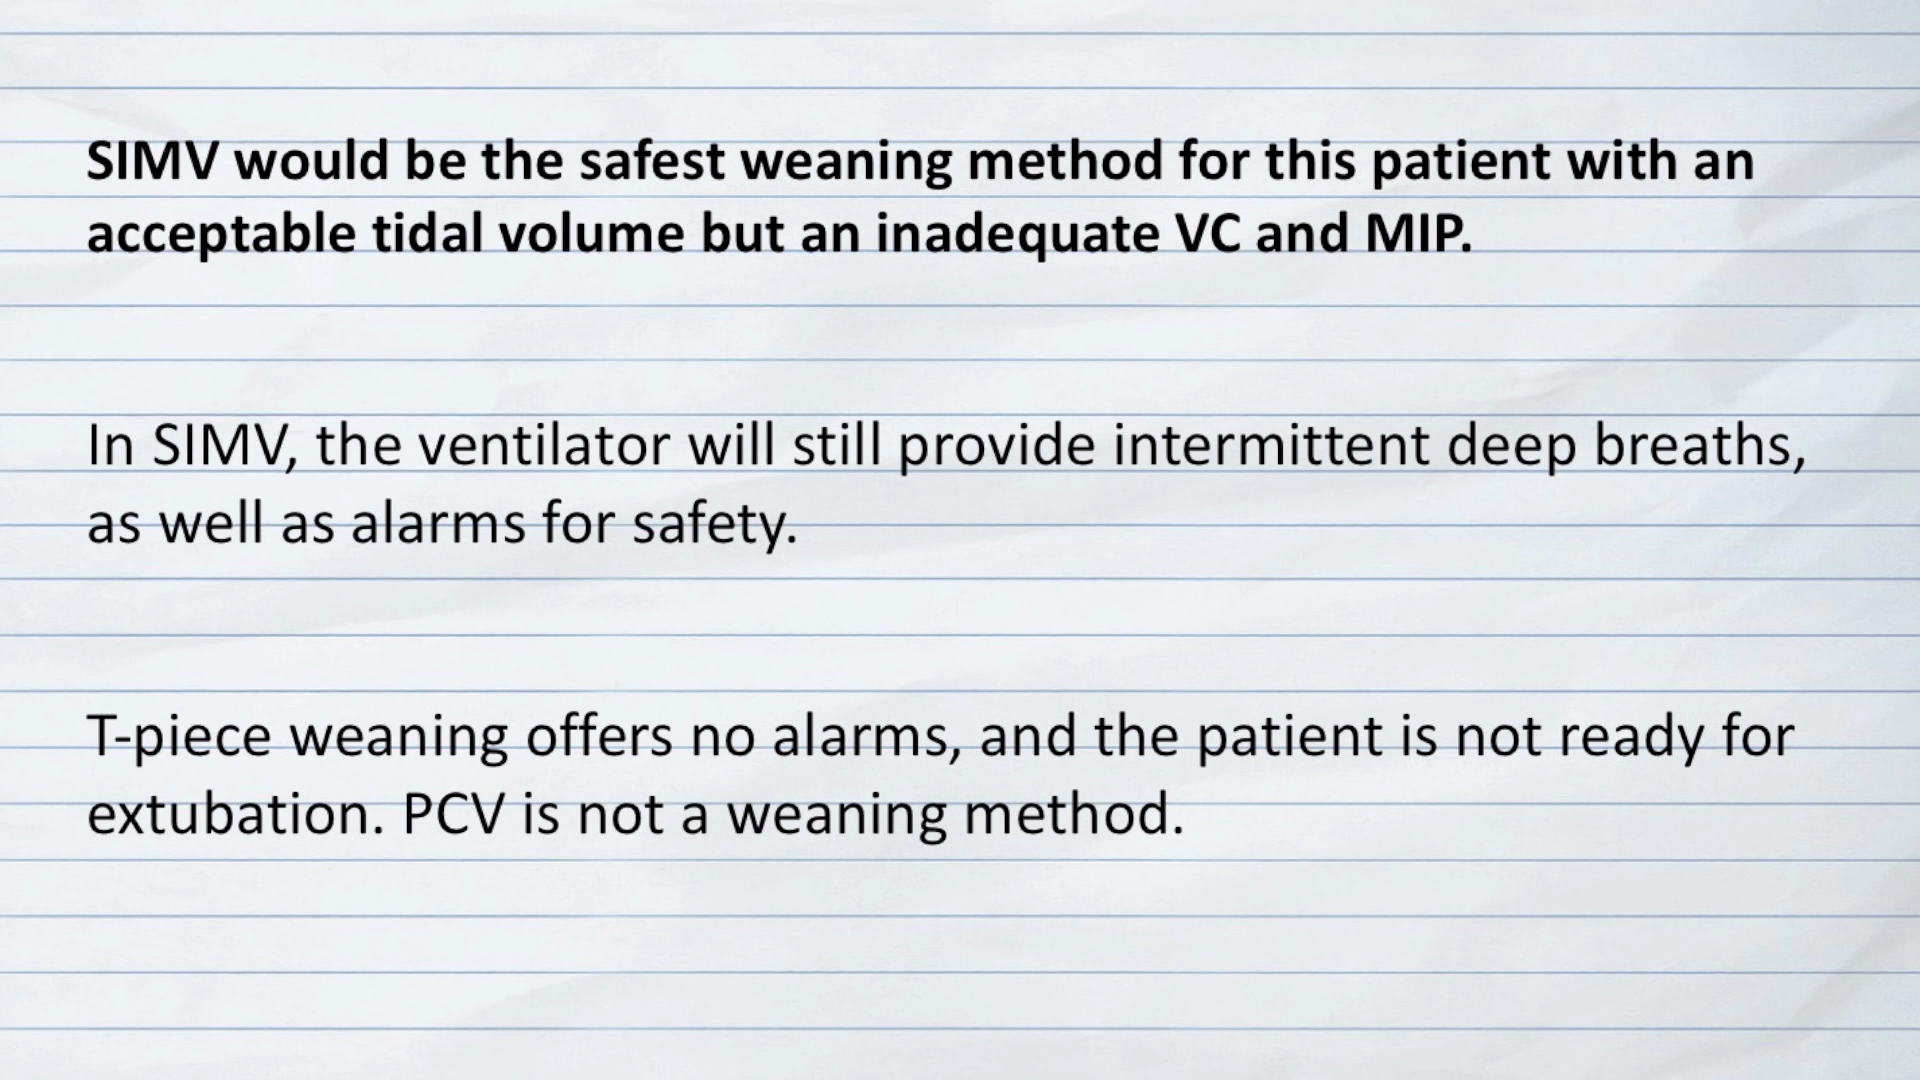 SIMV would be the safest weaning method for this patient with an
acceptable tidal volume but an inadequate VC and MIP.
In SIMV, the ventilator will still provide intermittent deep breaths,
as well as alarms for safety.
T-piece weaning offers no alarms, and the patient is not ready for
extubation. PCV is not a weaning method.